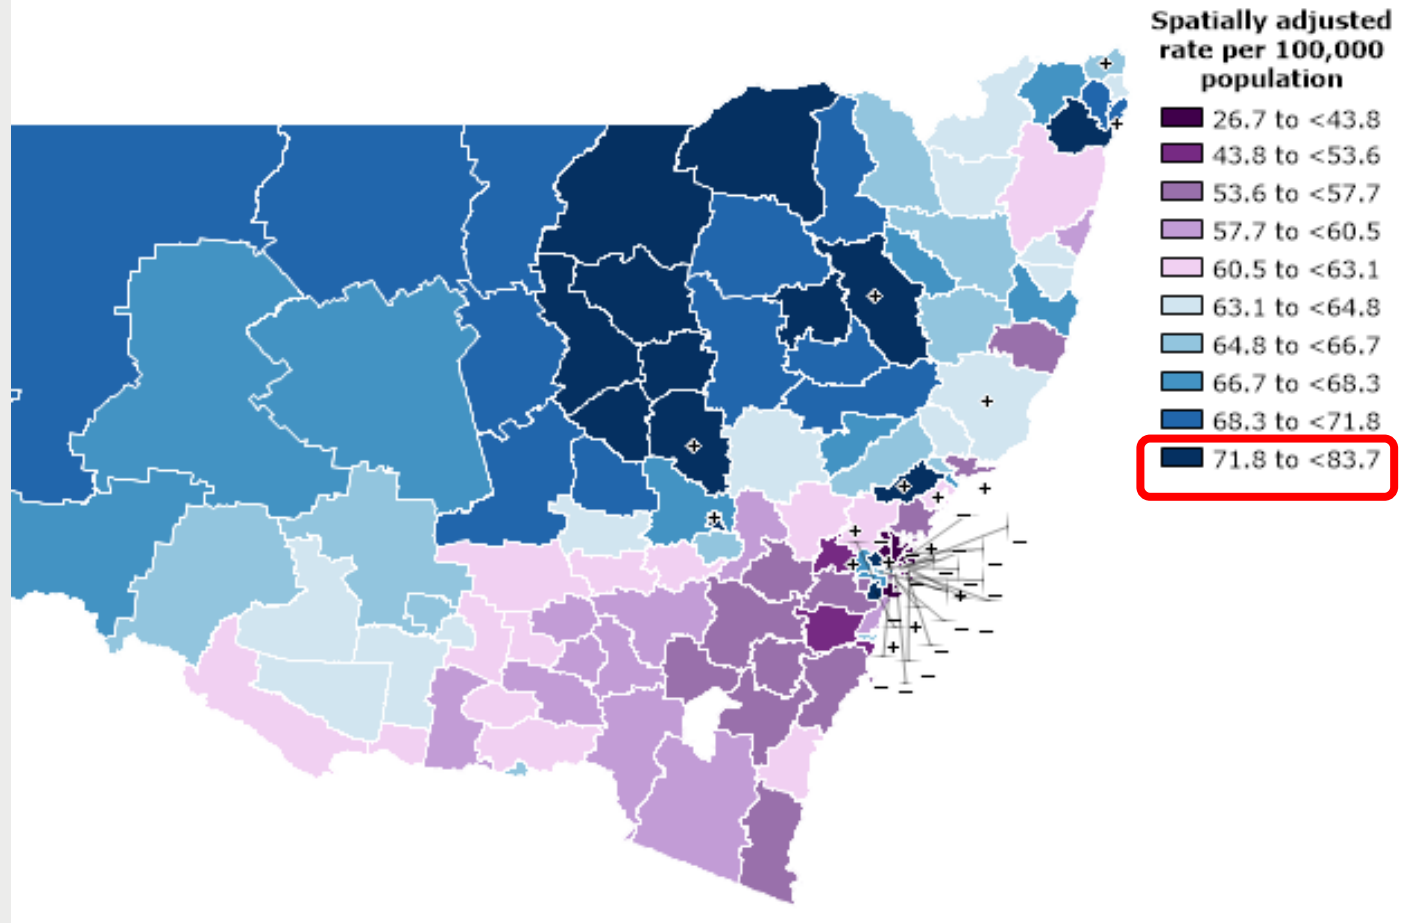 Spatially adjusted
rate per 100,000
population
26.7 to <43.8
43.8 to <53.6
53.6 to <57.7
57.7 to <60.5
60.5 to <63.1
63.1 to <64.8
64.8 to <66.7
66.7 to <68.3
68.3 to <71.8
71.8 to <83.7